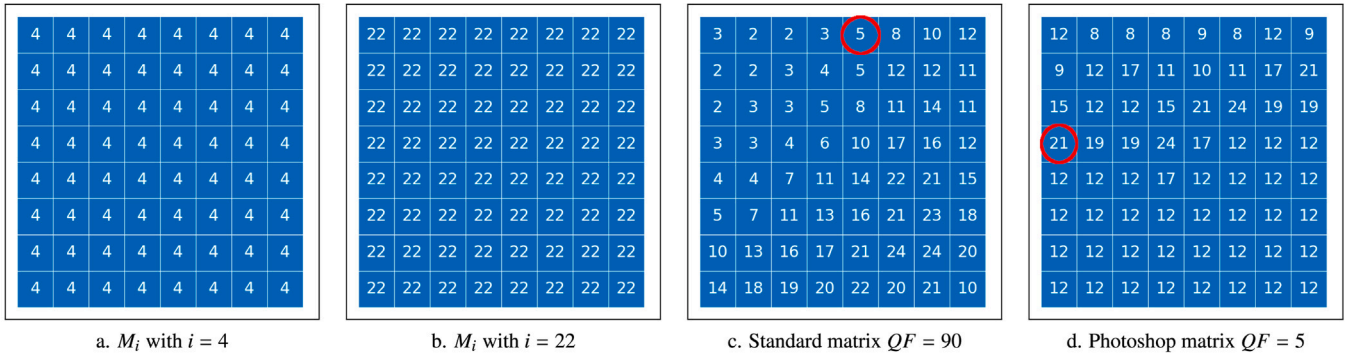 4 4 4 4 4 4 4 4
4 4 4 4 4 4 4 4
4 4 4 4 4 4 4 4
4 4 4 4 4 4 4 4
4 4 4 4 4 4 4 4
4 4 4 4 4 4 4 4
4 4 4 4 4 4 4 4
4 4 4 4 4 4 4 4
a. Mᵢ with i = 4
22 22 22 22 22 22 22 22
22 22 22 22 22 22 22 22
22 22 22 22 22 22 22 22
22 22 22 22 22 22 22 22
22 22 22 22 22 22 22 22
22 22 22 22 22 22 22 22
22 22 22 22 22 22 22 22
22 22 22 22 22 22 22 22
b. Mᵢ with i = 22
3 2 2 3 5 8 10 12
2 2 3 4 5 12 12 11
2 3 3 5 8 11 14 11
3 3 4 6 10 17 16 12
4 4 7 11 14 22 21 15
5 7 11 13 16 21 23 18
10 13 16 17 21 24 24 20
14 18 19 20 22 20 21 10
c. Standard matrix QF = 90
12 8 8 8 9 8 12 9
9 12 17 11 10 11 17 21
15 12 12 15 21 24 19 19
21 19 19 24 17 12 12 12
12 12 12 17 12 12 12 12
12 12 12 12 12 12 12 12
12 12 12 12 12 12 12 12
12 12 12 12 12 12 12 12
d. Photoshop matrix QF = 5